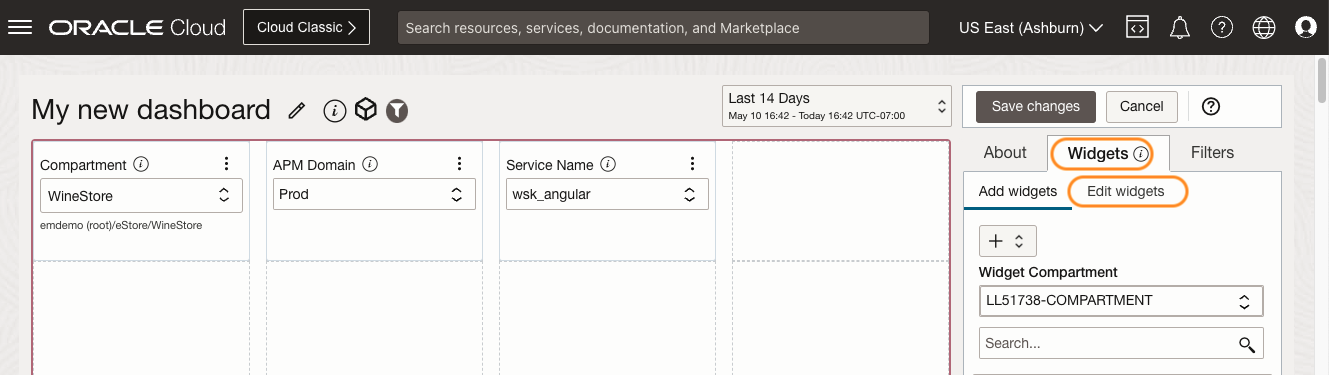 ORACLE Cloud
Cloud Classic
Search resources, services, documentation, and Marketplace
US East (Ashburn)
My new dashboard
Last 14 Days
May 10 16:42 - Today 16:42 UTC-07:00
Save changes
Cancel
About
Widgets
Filters
Compartment
APM Domain
Service Name
WineStore
Prod
wsk_angular
emdemo (root)/eStore/WineStore
Add widgets
Edit widgets
Widget Compartment
LL51738-COMPARTMENT
Search...